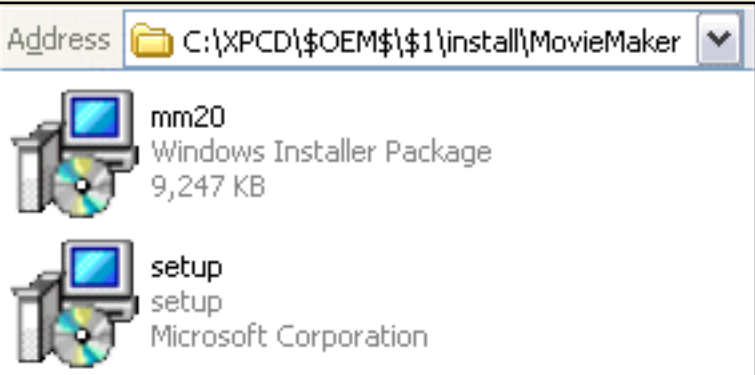 Address C:\XPCD\$OEM$\$1\install\MovieMaker
mm20
Windows Installer Package
9,247 KB
setup
setup
Microsoft Corporation